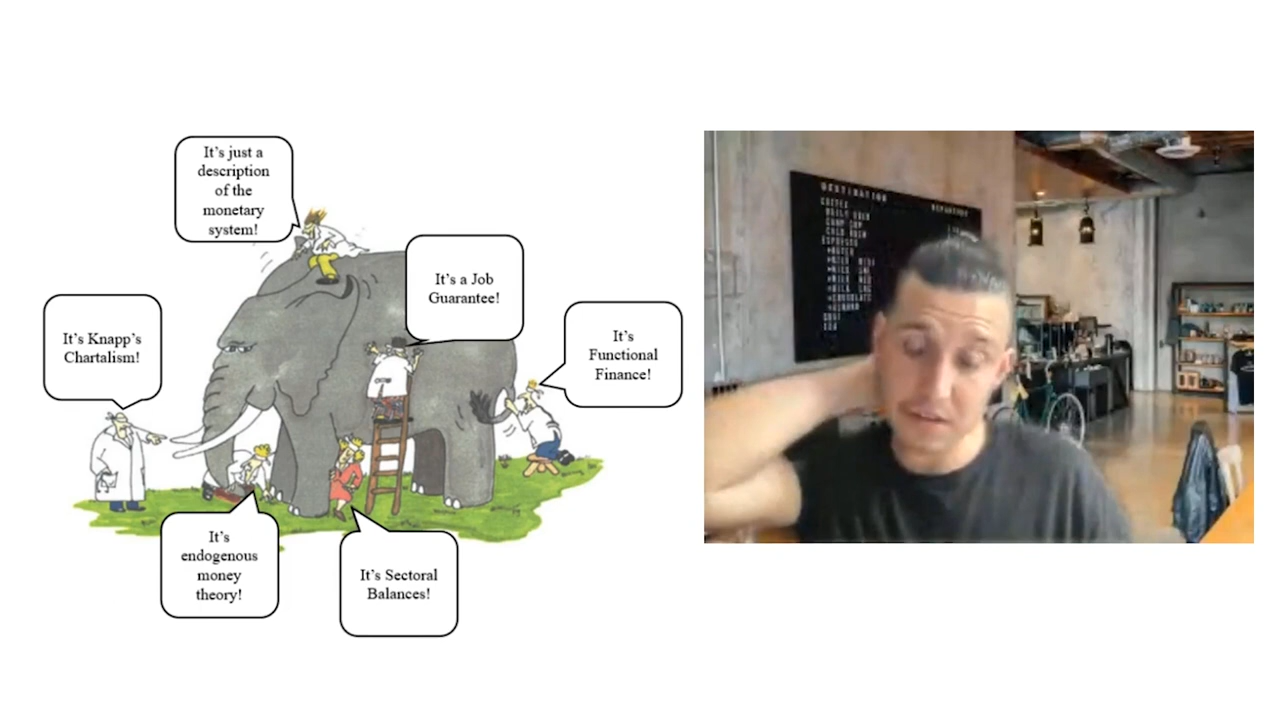 It's just a
description
of the
monetary
system!
It's a Job
Guarantee!
It's Knapp's
Chartalism!
It's
Functional
Finance!
It's
endogenous
money
theory!
It's Sectoral
Balances!
DESTINATION
COFFEE
ESPRESSO